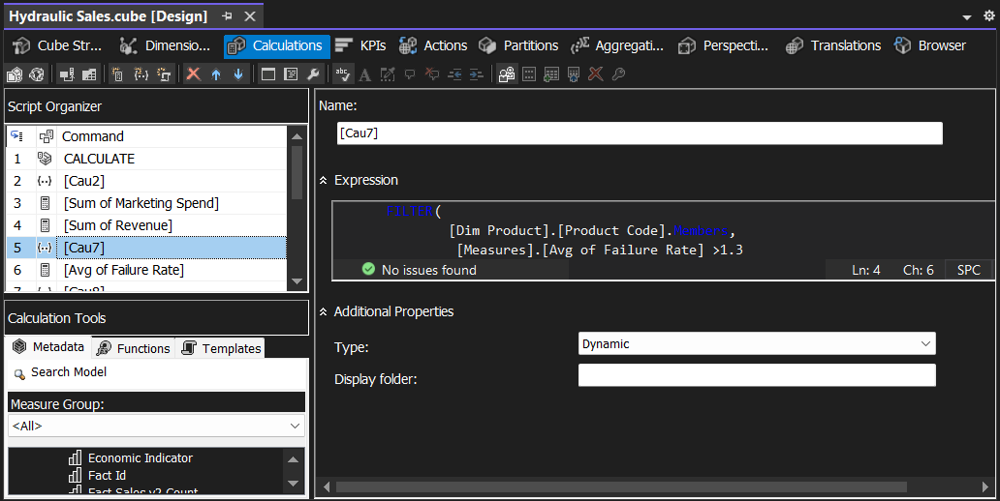 Hydraulic Sales.cube [Design]
Cube Str... Dimensio... Calculations KPIs Actions Partitions Aggregati... Perspecti... Translations Browser
Script Organizer
Command
1 CALCULATE
2 [Cau2]
3 [Sum of Marketing Spend]
4 [Sum of Revenue]
5 [Cau7]
6 [Avg of Failure Rate]
7 [Cau8]
Calculation Tools
Metadata Functions Templates
Search Model
Measure Group:
<All>
Economic Indicator
Fact Id
Fact Sales v2 Count
Name:
[Cau7]
Expression
FILTER(
[Dim Product].[Product Code].Members,
[Measures].[Avg of Failure Rate] >1.3
No issues found Ln: 4 Ch: 6 SPC
Additional Properties
Type: Dynamic
Display folder: